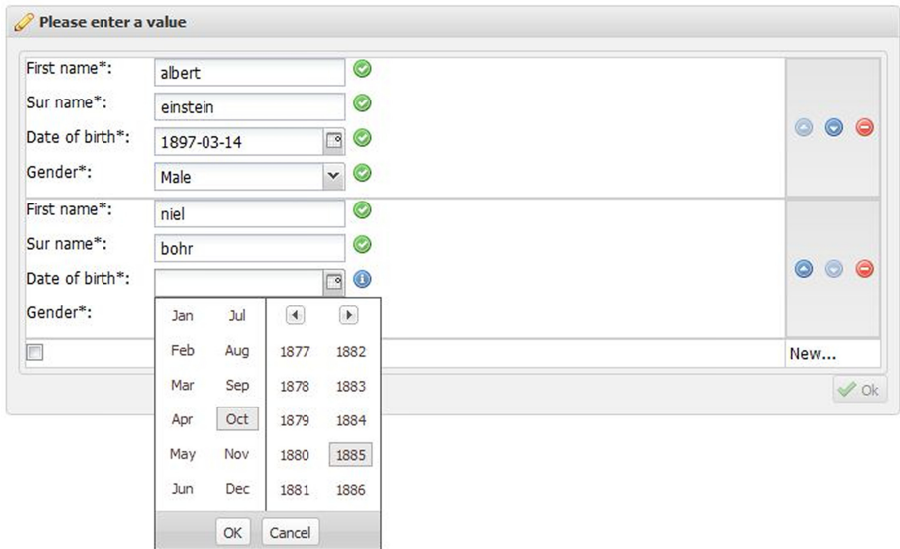 Please enter a value
First name*: albert
Sur name*: einstein
Date of birth*: 1897-03-14
Gender*: Male
First name*: niel
Sur name*: bohr
Date of birth*:
Gender*:
Jan Jul
Feb Aug 1877 1882
Mar Sep 1878 1883
Apr Oct 1879 1884
May Nov 1880 1885
Jun Dec 1881 1886
OK Cancel
New...
Ok